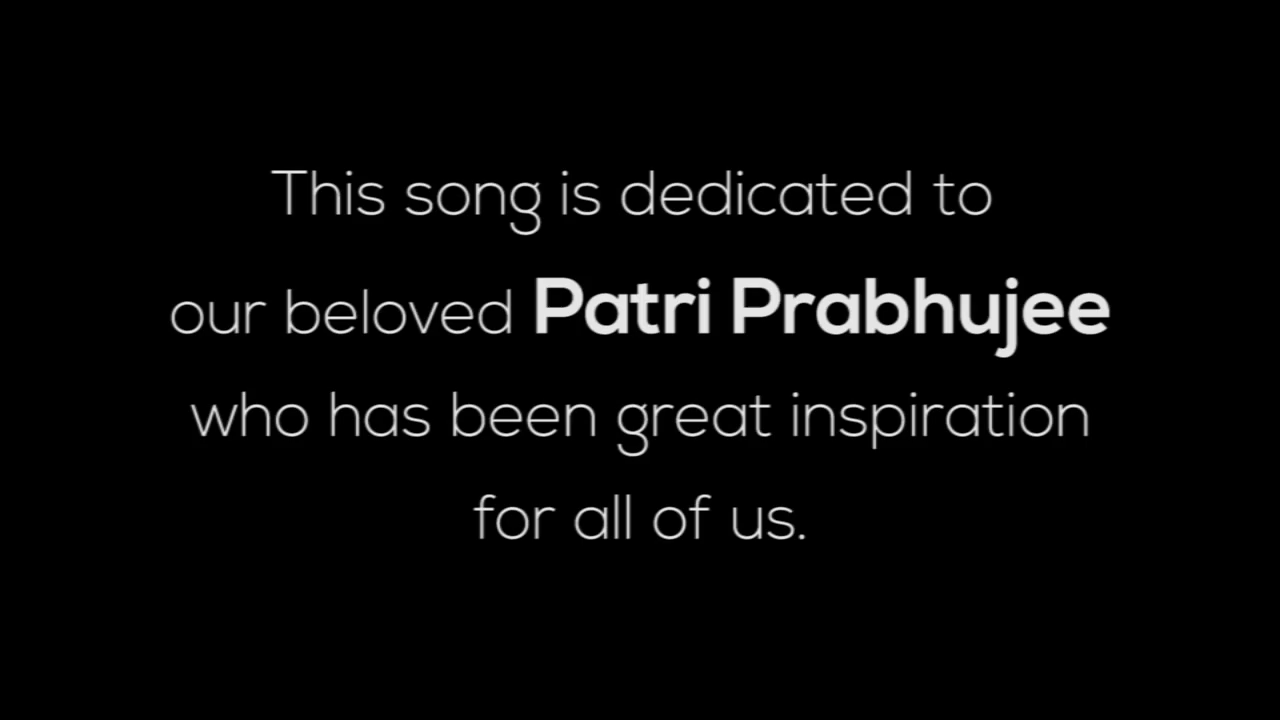 This song is dedicated to
our beloved Patri Prabhujee
who has been great inspiration
for all of us.